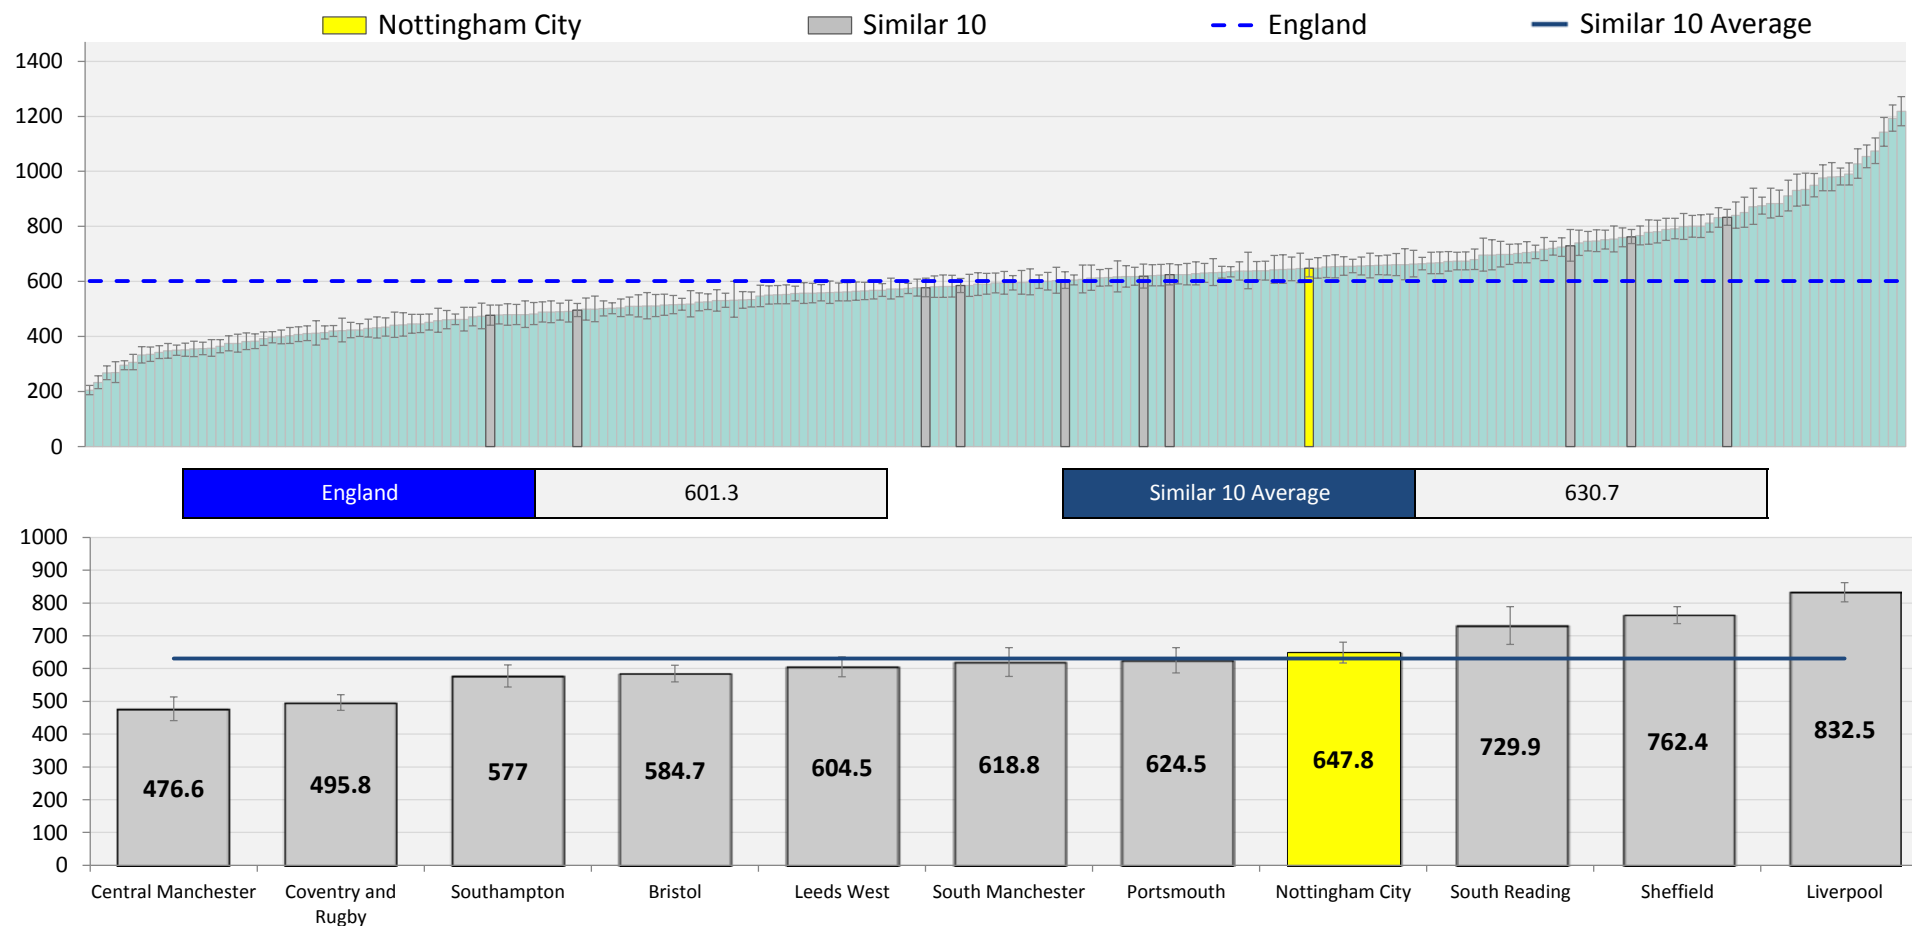 Nottingham City
Similar 10
England
Similar 10 Average
1400
1200
1000
800
600
400
200
0
England
601.3
Similar 10 Average
630.7
1000
900
800
700
600
500
400
300
200
100
0
476.6
495.8
577
584.7
604.5
618.8
624.5
647.8
729.9
762.4
832.5
Central Manchester
Coventry and
Rugby
Southampton
Bristol
Leeds West
South Manchester
Portsmouth
Nottingham City
South Reading
Sheffield
Liverpool